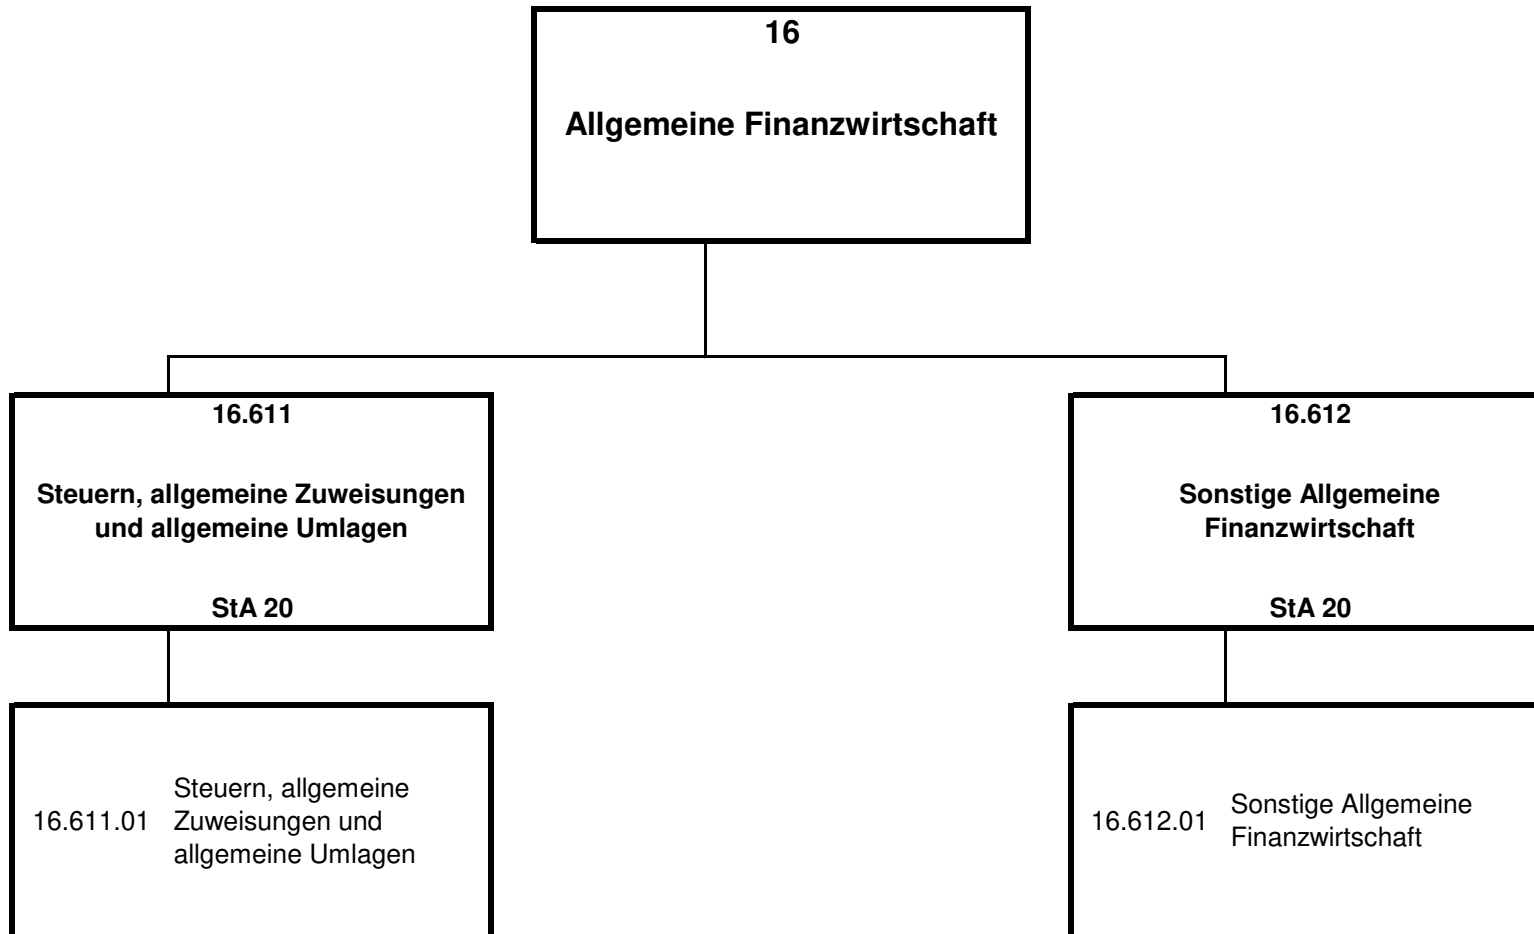 16
Allgemeine Finanzwirtschaft
16.611
Steuern, allgemeine Zuweisungen
und allgemeine Umlagen
StA 20
16.612
Sonstige Allgemeine
Finanzwirtschaft
StA 20
16.611.01
Steuern, allgemeine
Zuweisungen und
allgemeine Umlagen
16.612.01
Sonstige Allgemeine
Finanzwirtschaft